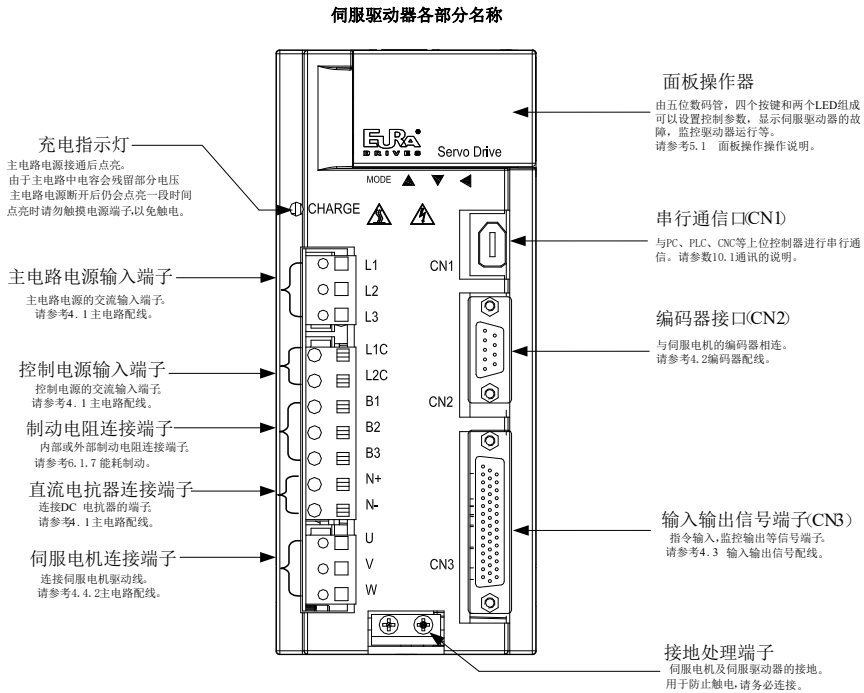 伺服驱动器各部分名称
充电指示灯
主电路电源接通后点亮。
由于主电路中电容会残留部分电压
主电路电源断开后仍会点亮一段时间
点亮时请勿触摸电源端子,以免触电。
主电路电源输入端子
主电路电源的交流输入端子。
请参考4.1主电路配线。
控制电源输入端子
控制电源的交流输入端子。
请参考4.1主电路配线。
制动电阻连接端子
内部或外部制动电阻连接端子。
请参考6.1.7能耗制动。
直流电抗器连接端子
连接DC 电抗器的端子。
请参考4.1主电路配线。
伺服电机连接端子
连接伺服电机驱动线。
请参考4.4.2主电路配线。
EURA
DRIVES
Servo Drive
MODE
CHARGE
L1
L2
L3
L1C
L2C
B1
B2
B3
N+
N-
U
V
W
CN1
CN2
CN3
面板操作器
由五位数码管，四个按键和两个LED组成
可以设置控制参数，显示伺服驱动器的故
障，监控驱动器运行等。
请参考5.1 面板操作操作说明。
串行通信口(CN1)
与PC、PLC、CNC等上位控制器进行串行通
信。请参数10.1通讯的说明。
编码器接口(CN2)
与伺服电机的编码器相连。
请参考4.2编码器配线。
输入输出信号端子(CN3)
指令输入,监控输出等信号端子。
请参考4.3 输入输出信号配线。
接地处理端子
伺服电机及伺服驱动器的接地。
用于防止触电,请务必连接。